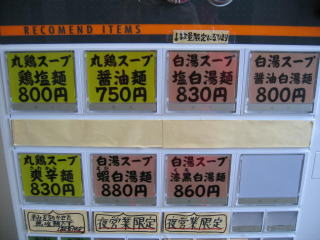 RECOMEND ITEMS
丸鶏スープ
鶏塩麺
800円
丸鶏スープ
醤油麺
750円
白湯スープ
塩白湯麺
830円
白湯スープ
醤油白湯麺
800円
丸鶏スープ
爽辛麺
830円
白湯スープ
蝦白湯麺
880円
白湯スープ
漆黒白湯麺
860円
夜営業限定
夜営業限定